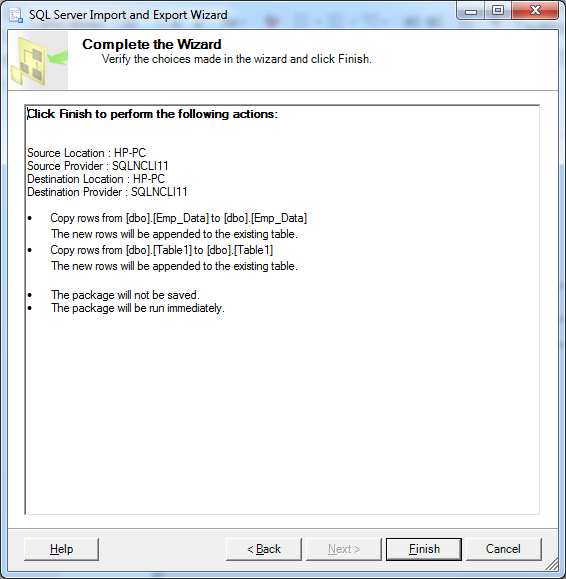 SQL Server Import and Export Wizard
Complete the Wizard
Verify the choices made in the wizard and click Finish.
Click Finish to perform the following actions:
Source Location : HP-PC
Source Provider : SQLNCLI11
Destination Location : HP-PC
Destination Provider : SQLNCLI11
• Copy rows from [dbo].[Emp_Data] to [dbo].[Emp_Data]
The new rows will be appended to the existing table.
• Copy rows from [dbo].[Table1] to [dbo].[Table1]
The new rows will be appended to the existing table.
• The package will not be saved.
• The package will be run immediately.
Help
< Back
Next >
Finish
Cancel